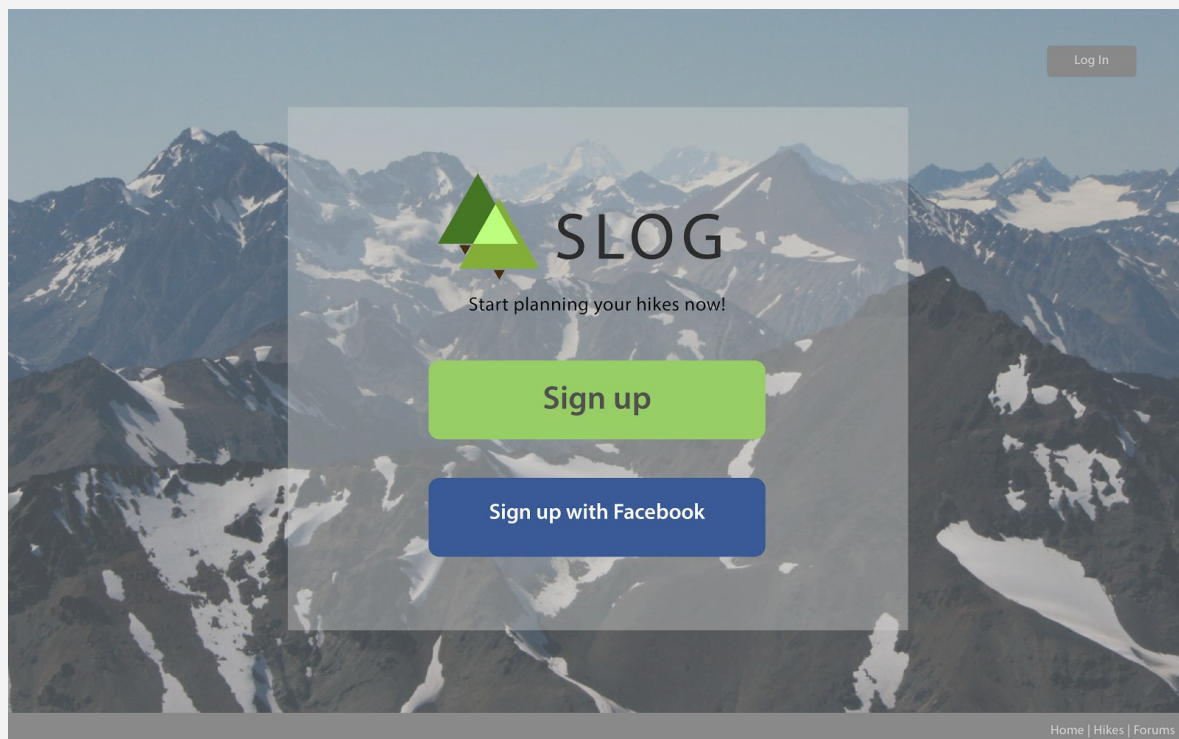 Log In
SLOG
Start planning your hikes now!
Sign up
Sign up with Facebook
Home | Hikes | Forums